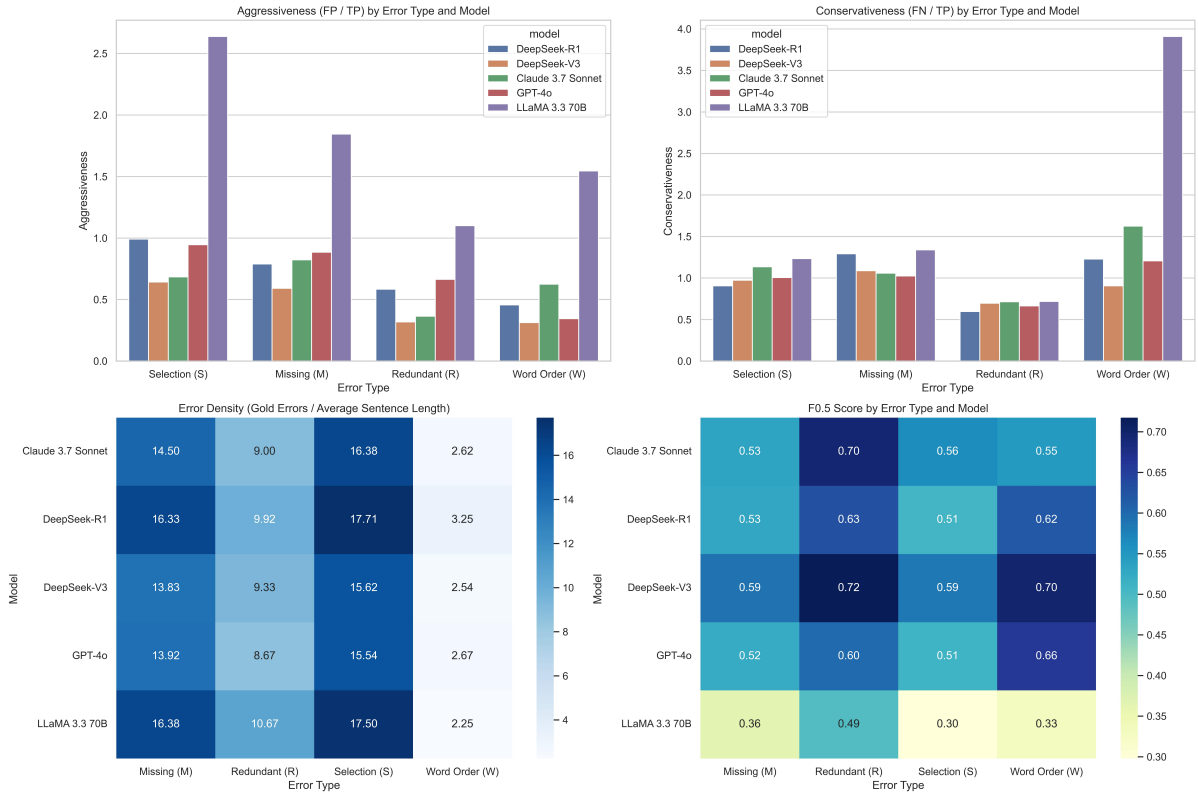 Aggressiveness (FP / TP) by Error Type and Model
model
DeepSeek-R1
DeepSeek-V3
Claude 3.7 Sonnet
GPT-4o
LLaMA 3.3 70B
Aggressiveness
2.5
2.0
1.5
1.0
0.5
0.0
Selection (S) Missing (M) Redundant (R) Word Order (W)
Error Type
Conservativeness (FN / TP) by Error Type and Model
model
DeepSeek-R1
DeepSeek-V3
Claude 3.7 Sonnet
GPT-4o
LLaMA 3.3 70B
Conservativeness
4.0
3.5
3.0
2.5
2.0
1.5
1.0
0.5
0.0
Selection (S) Missing (M) Redundant (R) Word Order (W)
Error Type
Error Density (Gold Errors / Average Sentence Length)
Model
Claude 3.7 Sonnet 14.50 9.00 16.38 2.62
DeepSeek-R1 16.33 9.92 17.71 3.25
DeepSeek-V3 13.83 9.33 15.62 2.54
GPT-4o 13.92 8.67 15.54 2.67
LLaMA 3.3 70B 16.38 10.67 17.50 2.25
Missing (M) Redundant (R) Selection (S) Word Order (W)
Error Type
16
14
12
10
8
6
4
F0.5 Score by Error Type and Model
Model
Claude 3.7 Sonnet 0.53 0.70 0.56 0.55
DeepSeek-R1 0.53 0.63 0.51 0.62
DeepSeek-V3 0.59 0.72 0.59 0.70
GPT-4o 0.52 0.60 0.51 0.66
LLaMA 3.3 70B 0.36 0.49 0.30 0.33
Missing (M) Redundant (R) Selection (S) Word Order (W)
Error Type
0.70
0.65
0.60
0.55
0.50
0.45
0.40
0.35
0.30